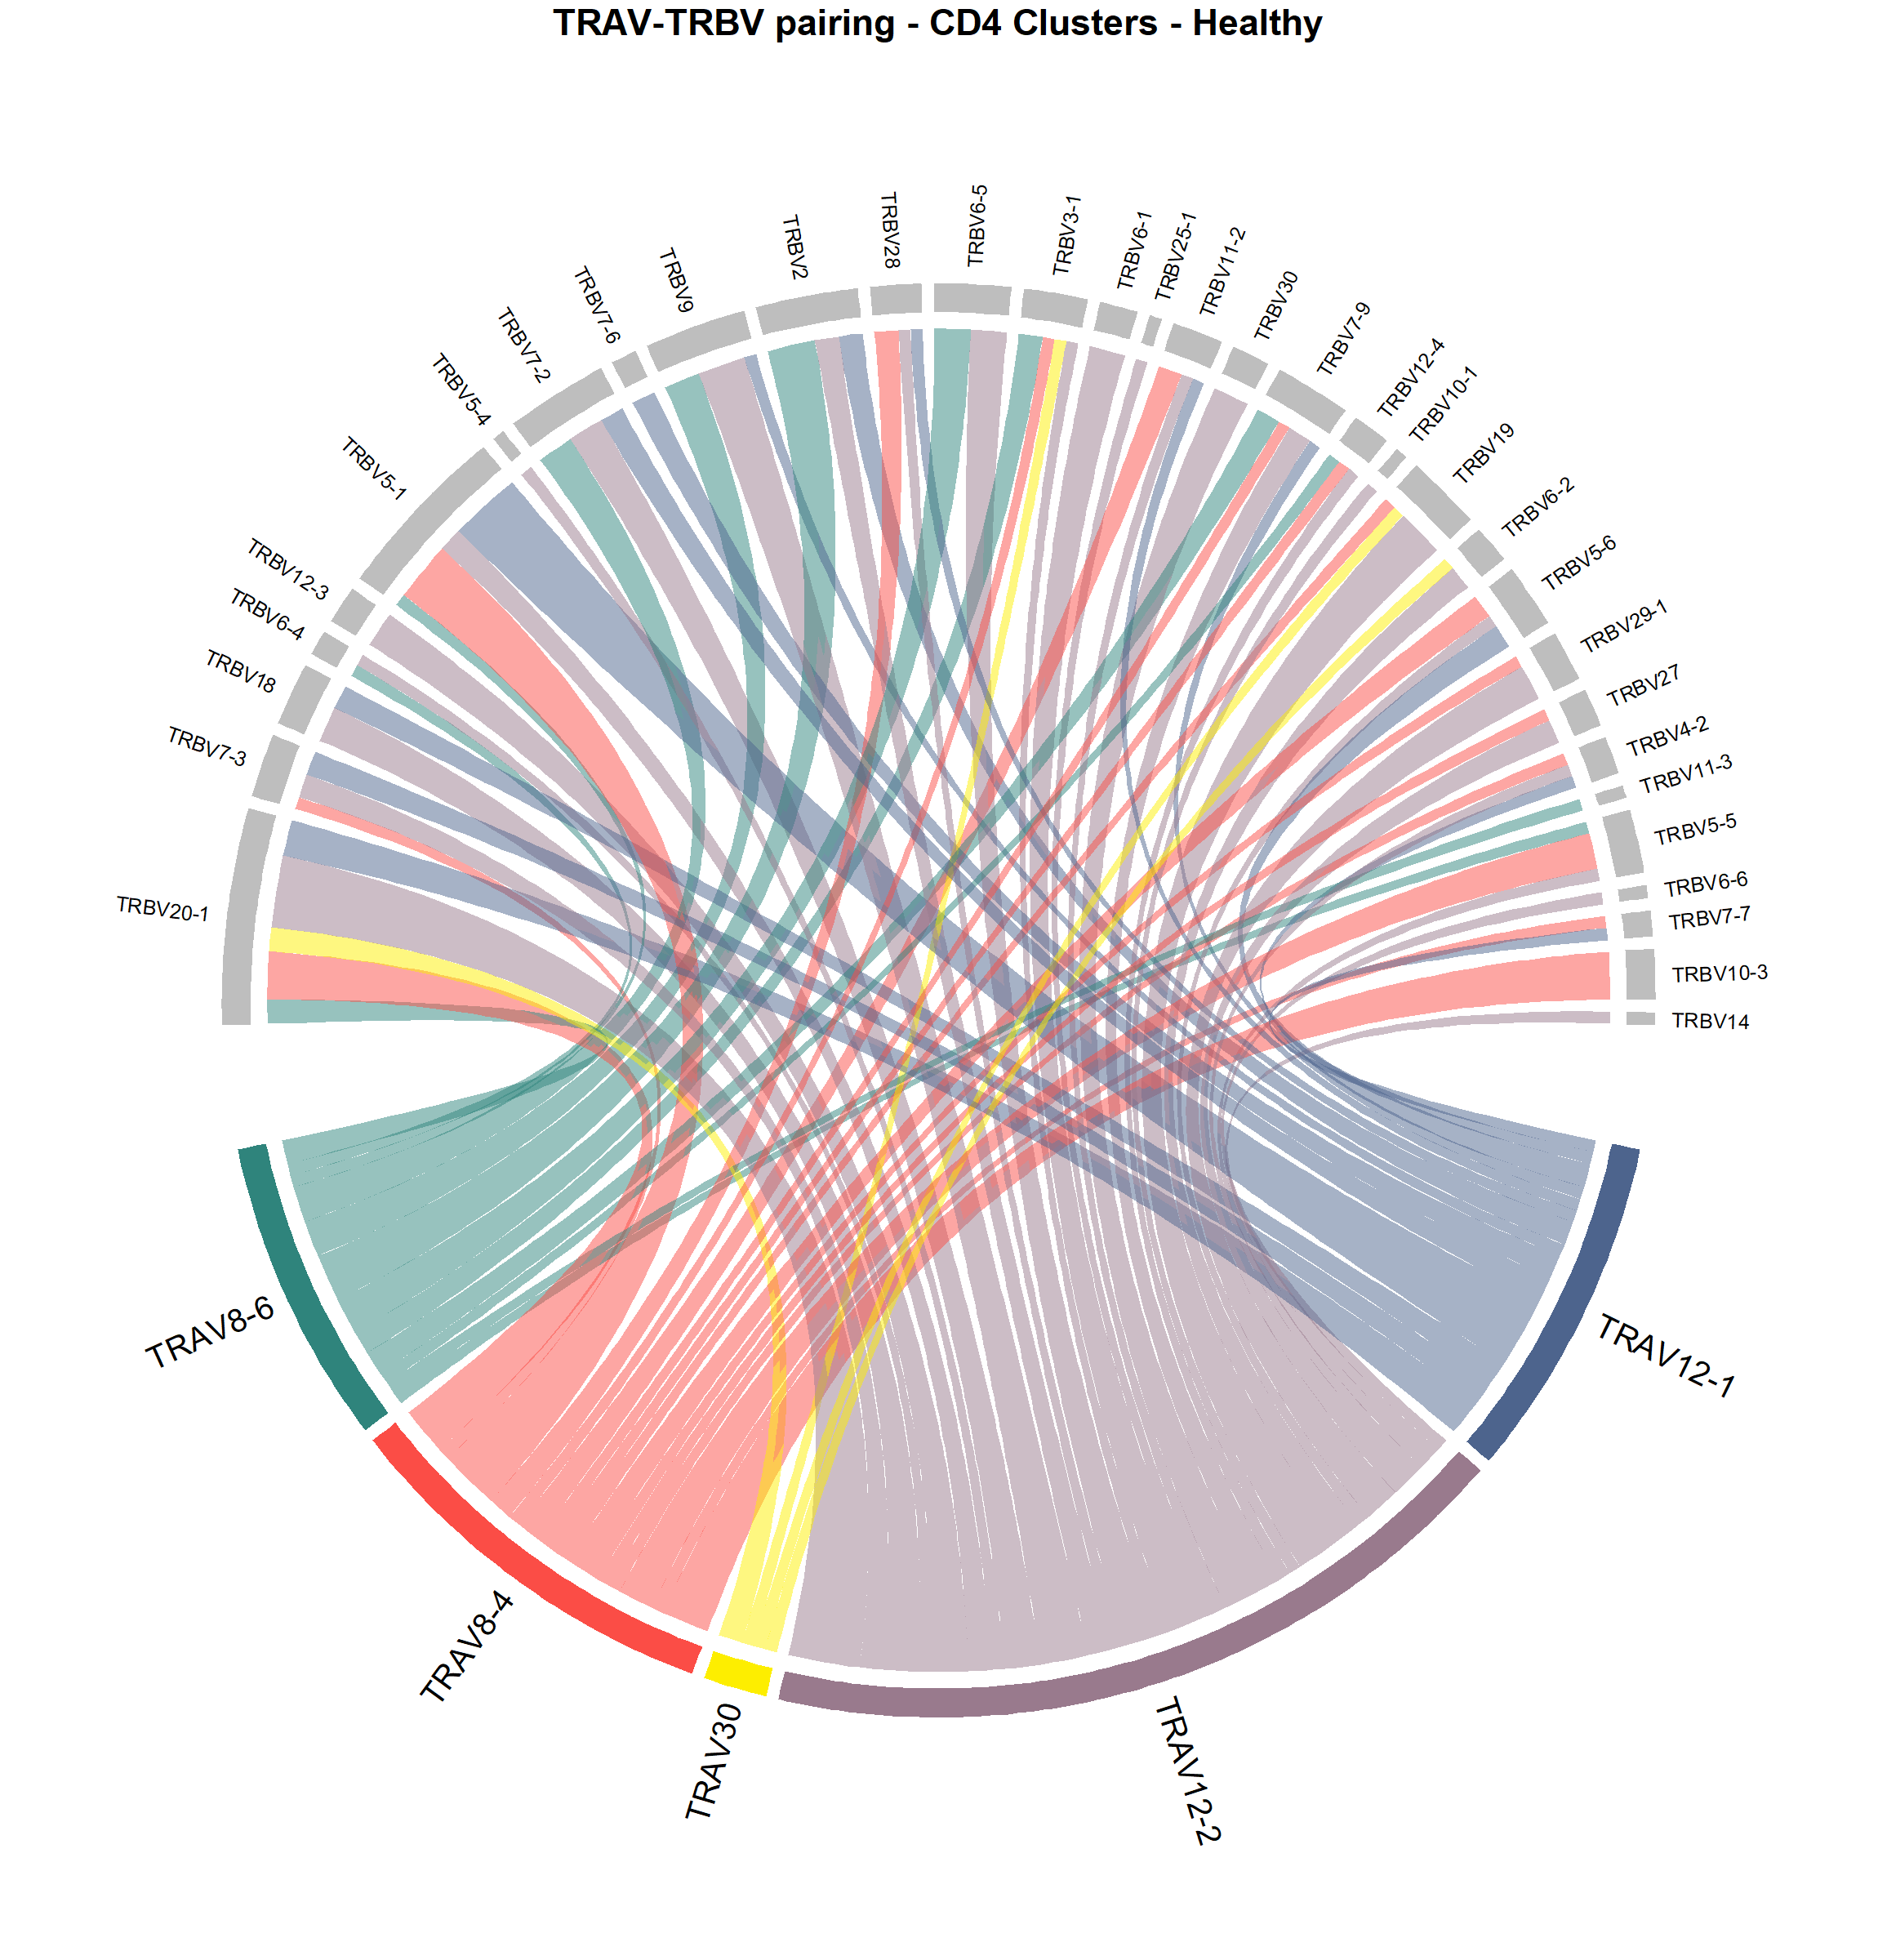 TRAV-TRBV pairing - CD4 Clusters - Healthy
TRBV20-1
TRBV7-3
TRBV18
TRBV6-4
TRBV12-3
TRBV5-1
TRBV5-4
TRBV7-2
TRBV7-6
TRBV9
TRBV2
TRBV28
TRBV6-5
TRBV3-1
TRBV6-1
TRBV25-1
TRBV11-2
TRBV30
TRBV7-9
TRBV12-4
TRBV10-1
TRBV19
TRBV6-2
TRBV5-6
TRBV29-1
TRBV27
TRBV4-2
TRBV11-3
TRBV5-5
TRBV6-6
TRBV7-7
TRBV10-3
TRBV14
TRAV12-1
TRAV12-2
TRAV30
TRAV8-4
TRAV8-6